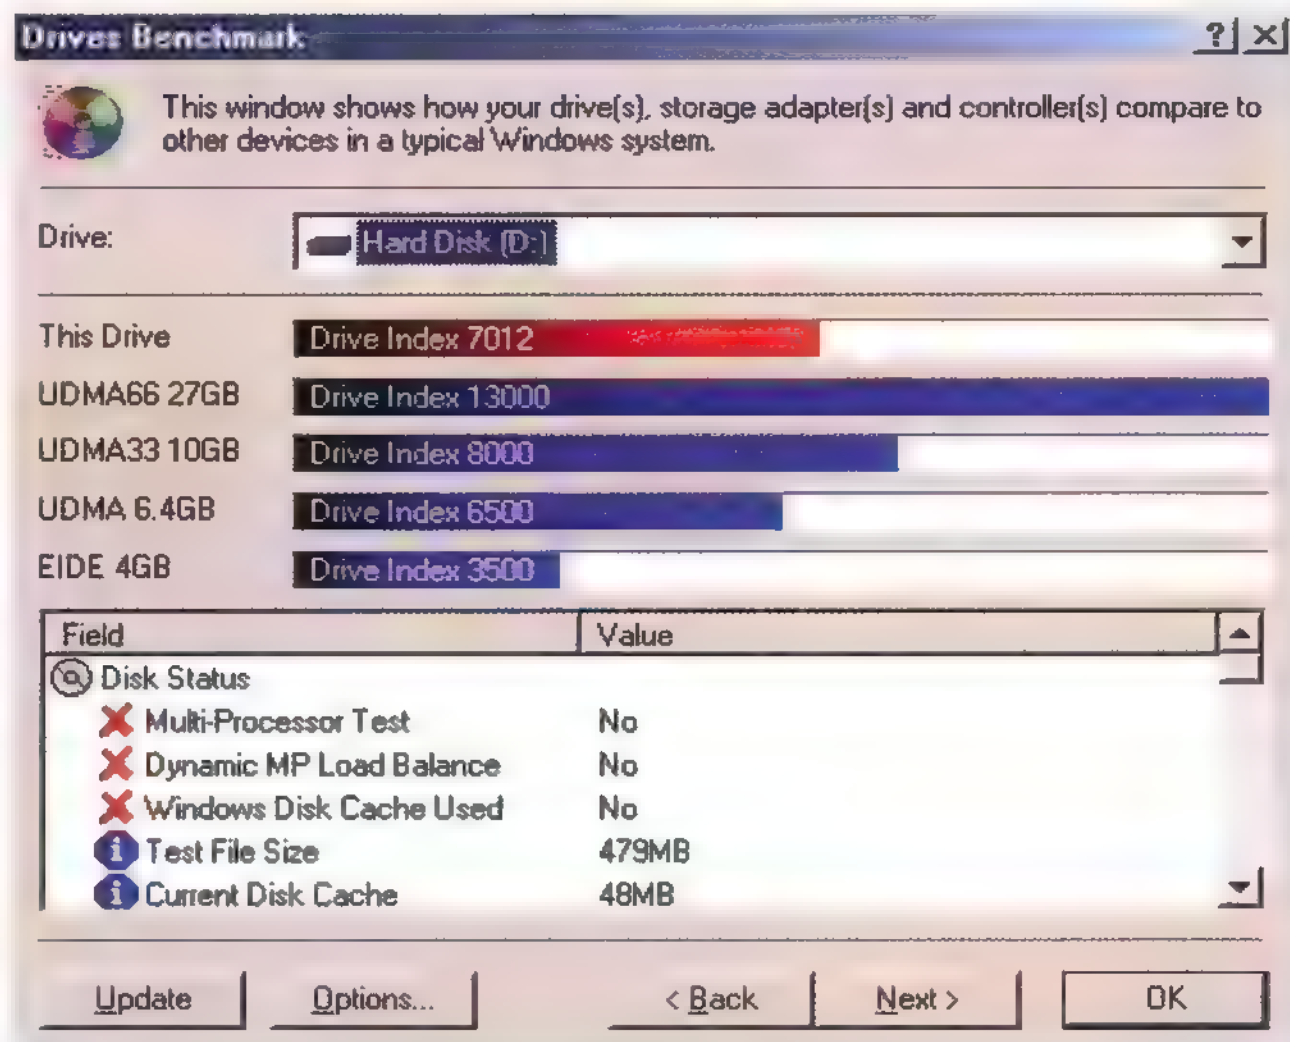 Drives Benchmark
This window shows how your drive(s), storage adapter(s) and controller(s) compare to
other devices in a typical Windows system.
Drive: Hard Disk (D:)
This Drive Drive Index 7012
UDMA66 27GB Drive Index 13000
UDMA33 10GB Drive Index 8000
UDMA 6.4GB Drive Index 6500
EIDE 4GB Drive Index 3500
Field Value
Disk Status
Multi-Processor Test No
Dynamic MP Load Balance No
Windows Disk Cache Used No
Test File Size 479MB
Current Disk Cache 48MB
Update Options... < Back Next > OK